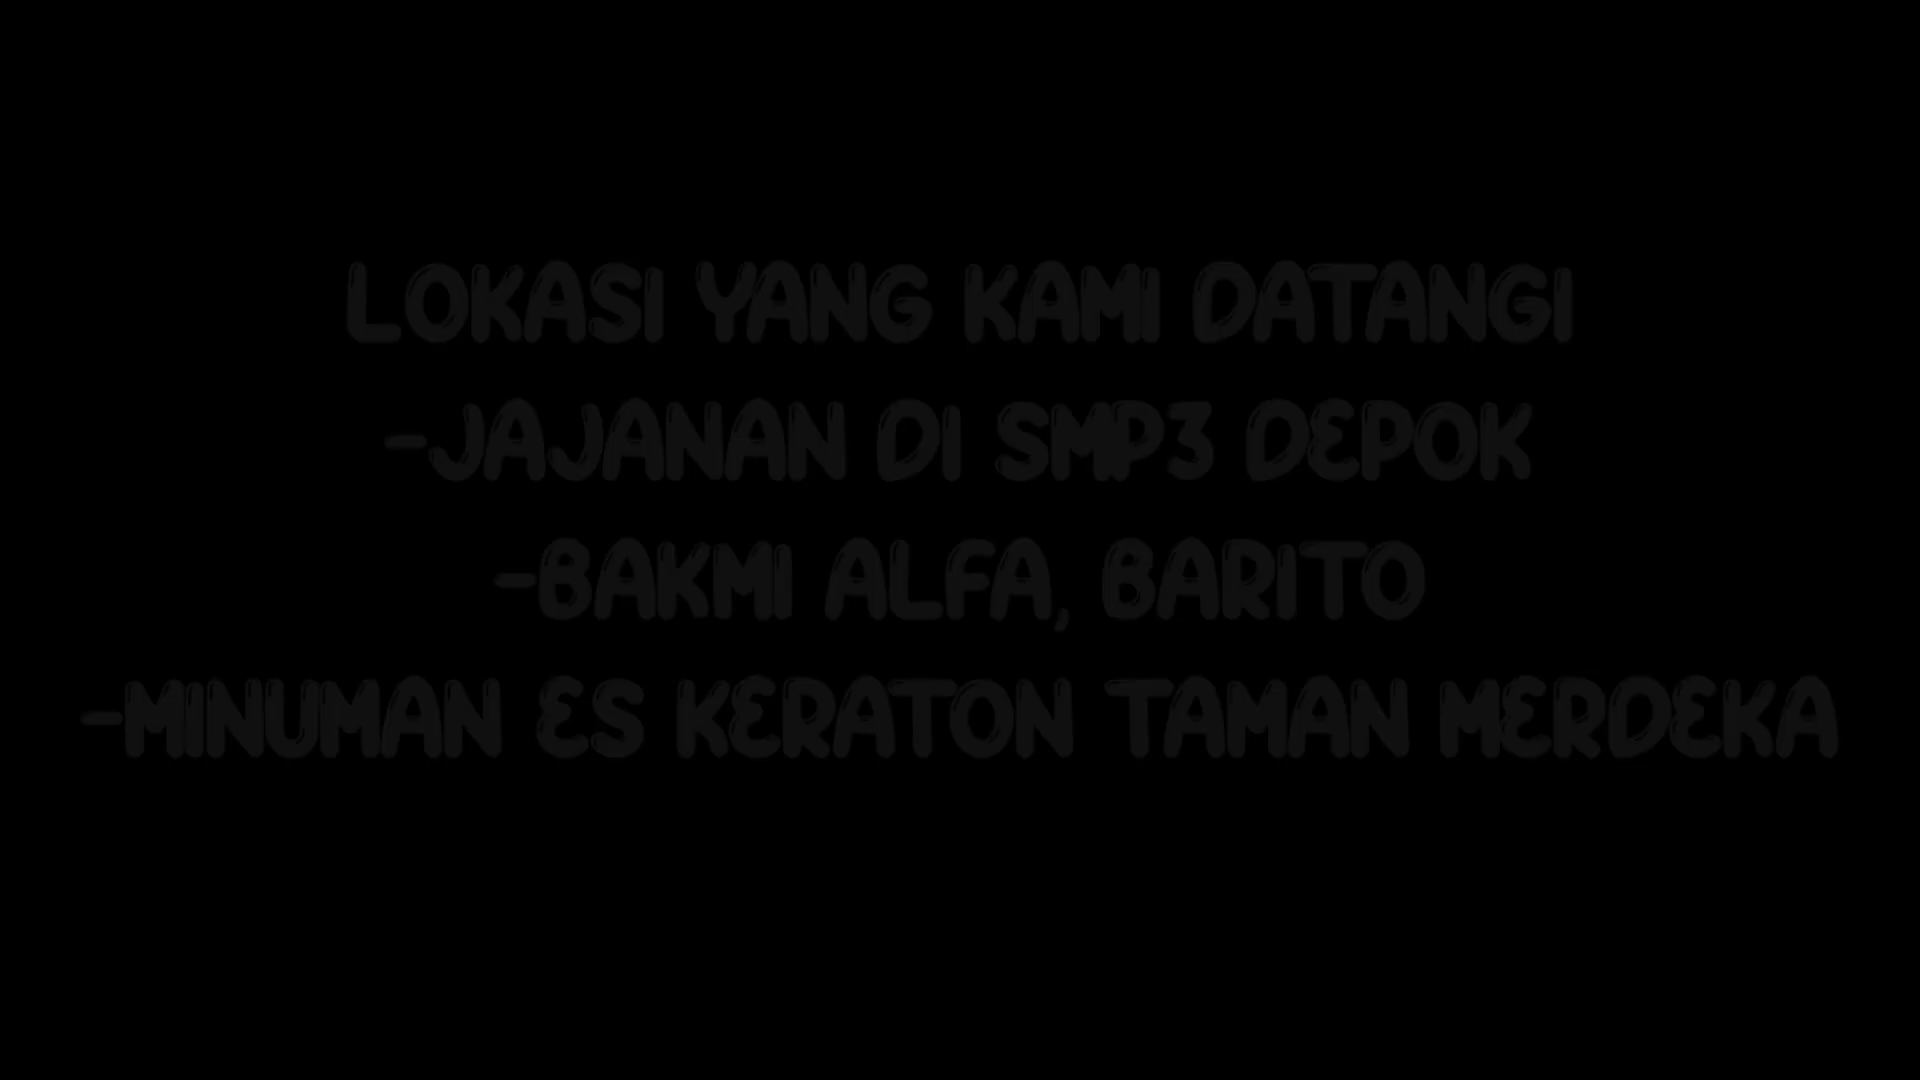 LOKASI YANG KAMI DATANGI
-JAJANAN DI SMP3 DEPOK
-BAKMI ALFA, BARITO
-MINUMAN ES KERATON TAMAN MERDEKA